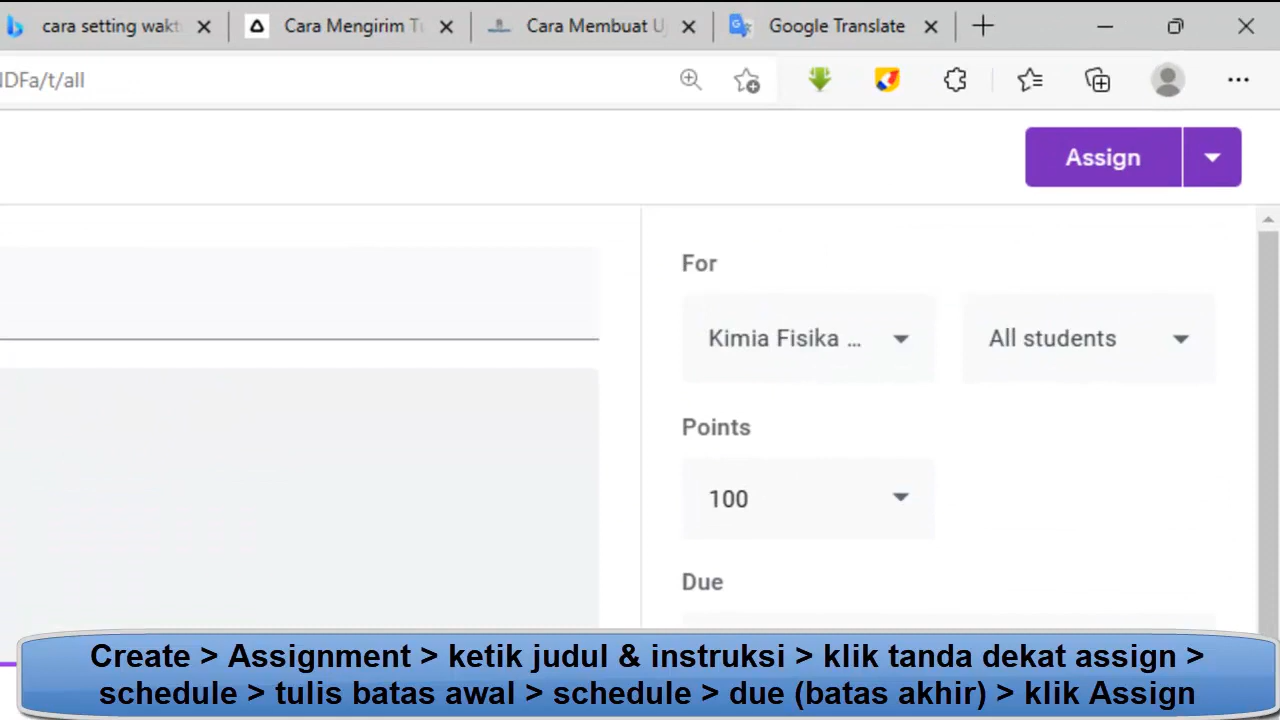 cara setting wakt
Cara Mengirim Tu
Cara Membuat U
Google Translate
NDFa/t/all
Assign
For
Kimia Fisika ...
All students
Points
100
Due
Create > Assignment > ketik judul & instruksi > klik tanda dekat assign >
schedule > tulis batas awal > schedule > due (batas akhir) > klik Assign